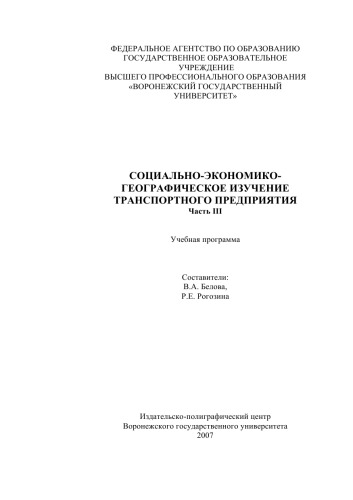 ФЕДЕРАЛЬНОЕ АГЕНТСТВО ПО ОБРАЗОВАНИЮ
ГОСУДАРСТВЕННОЕ ОБРАЗОВАТЕЛЬНОЕ
УЧРЕЖДЕНИЕ
ВЫСШЕГО ПРОФЕССИОНАЛЬНОГО ОБРАЗОВАНИЯ
«ВОРОНЕЖСКИЙ ГОСУДАРСТВЕННЫЙ
УНИВЕРСИТЕТ»
СОЦИАЛЬНО-ЭКОНОМИКО-
ГЕОГРАФИЧЕСКОЕ ИЗУЧЕНИЕ
ТРАНСПОРТНОГО ПРЕДПРИЯТИЯ
Часть III
Учебная программа
Составители:
В.А. Белова,
Р.Е. Рогозина
Издательско-полиграфический центр
Воронежского государственного университета
2007